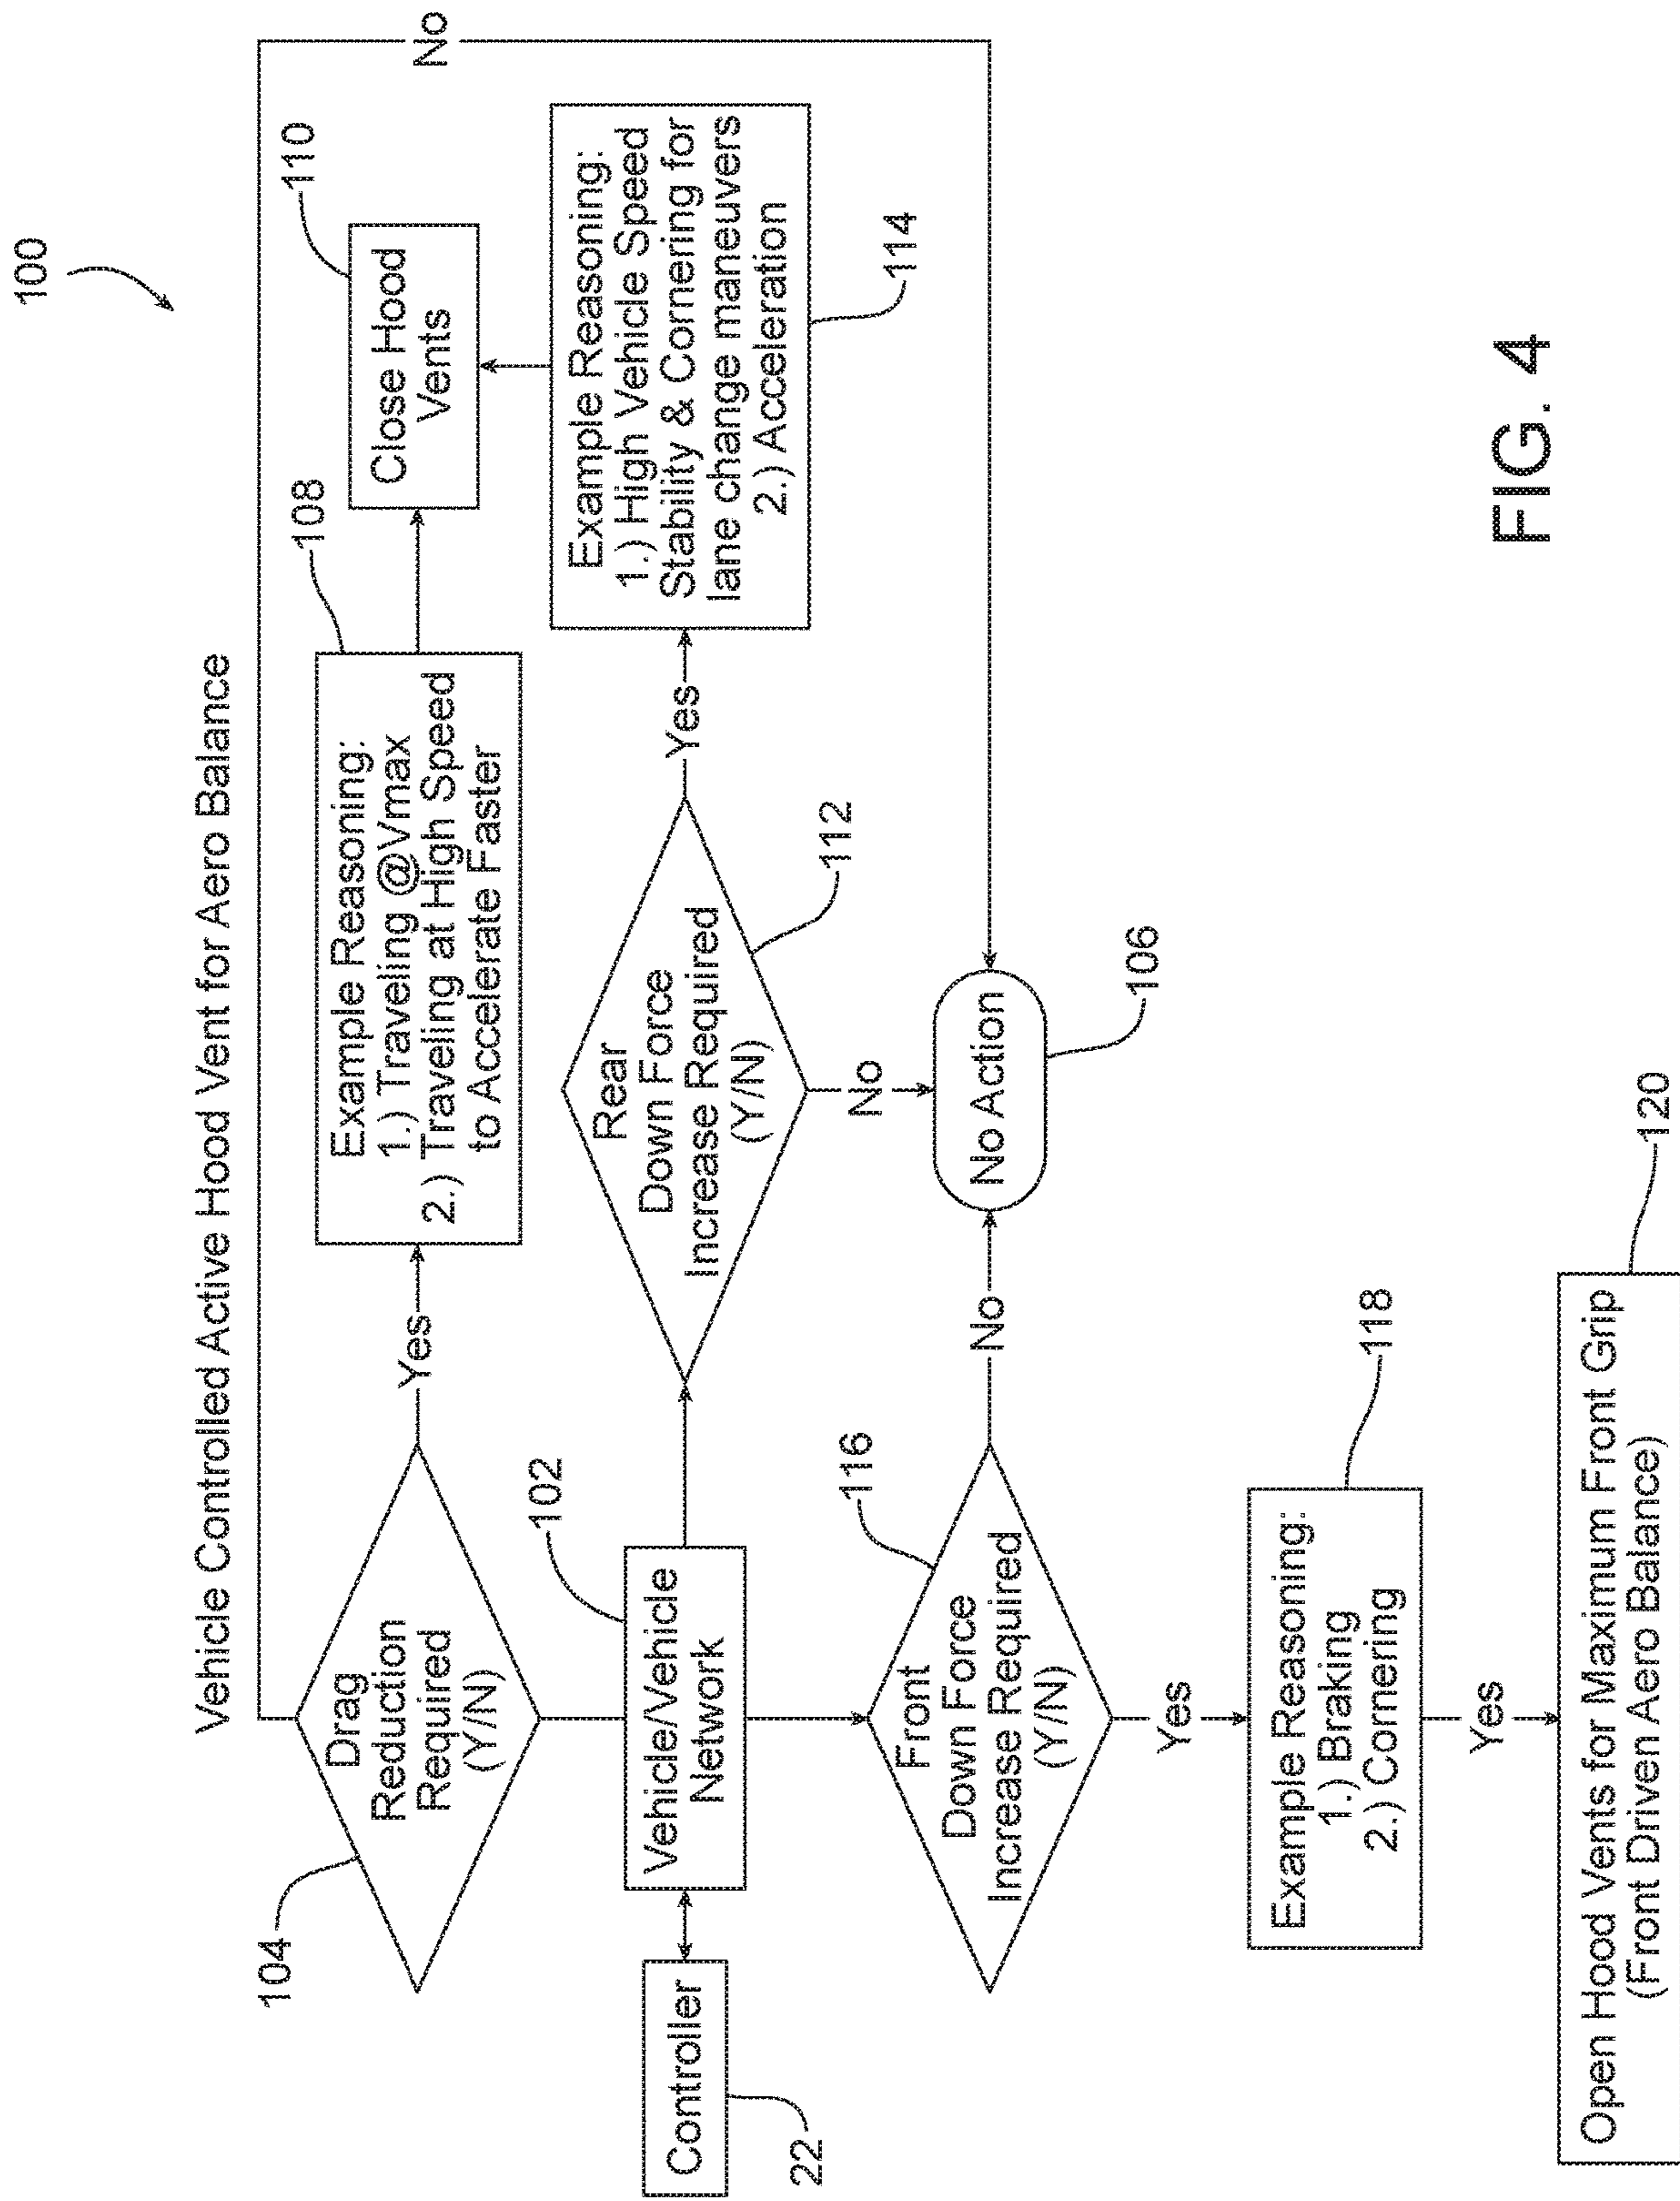 100
Vehicle Controlled Active Hood Vent for Aero Balance
No
104
Drag
Reduction
Required
(Y/N)
Yes
108
Example Reasoning:
1.) Traveling @Vmax
2.) Traveling at High Speed
to Accelerate Faster
110
Close Hood
Vents
22
Controller
102
Vehicle/Vehicle
Network
Rear
Down Force
Increase Required
(Y/N)
112
Yes
Example Reasoning:
1.) High Vehicle Speed
Stability & Cornering for
lane change maneuvers
2.) Acceleration
114
No
116
Front
Down Force
Increase Required
(Y/N)
No
No Action
106
Yes
Example Reasoning:
1.) Braking
2.) Cornering
118
Yes
Open Hood Vents for Maximum Front Grip
(Front Driven Aero Balance)
120
FIG. 4